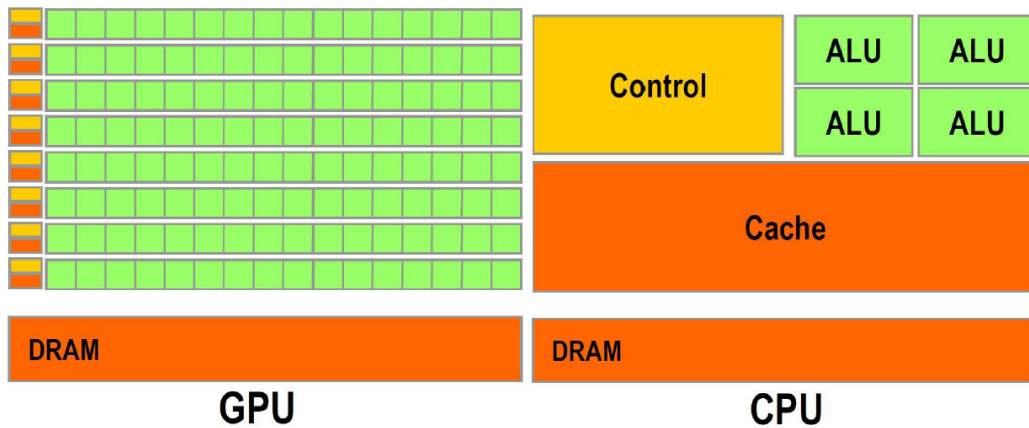 Control
ALU ALU
ALU ALU
Cache
DRAM
DRAM
GPU
CPU